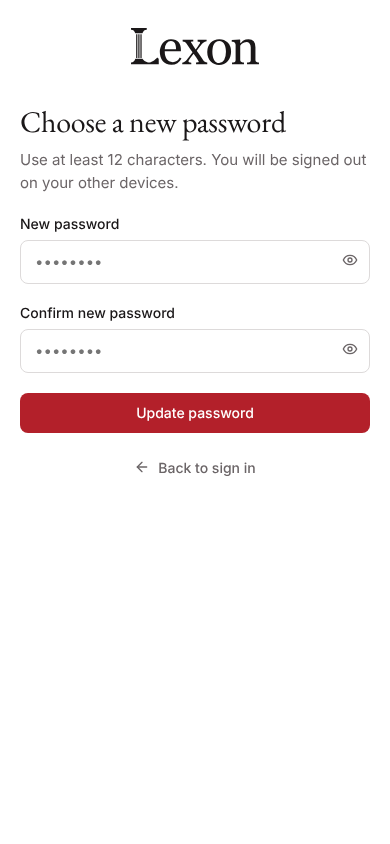 Lexon
Choose a new password
Use at least 12 characters. You will be signed out
on your other devices.
New password
••••••••
Confirm new password
••••••••
Update password
← Back to sign in